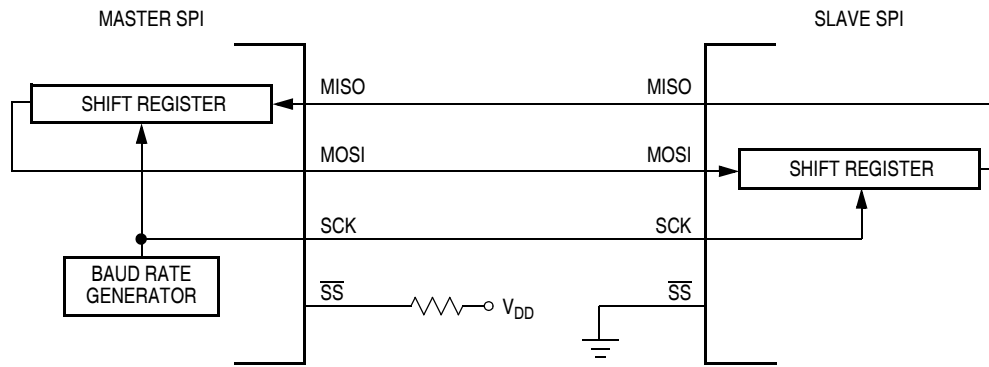 MASTER SPI
SLAVE SPI
SHIFT REGISTER
MISO
MISO
MOSI
MOSI
SHIFT REGISTER
SCK
SCK
BAUD RATE
GENERATOR
SS
VDD
SS